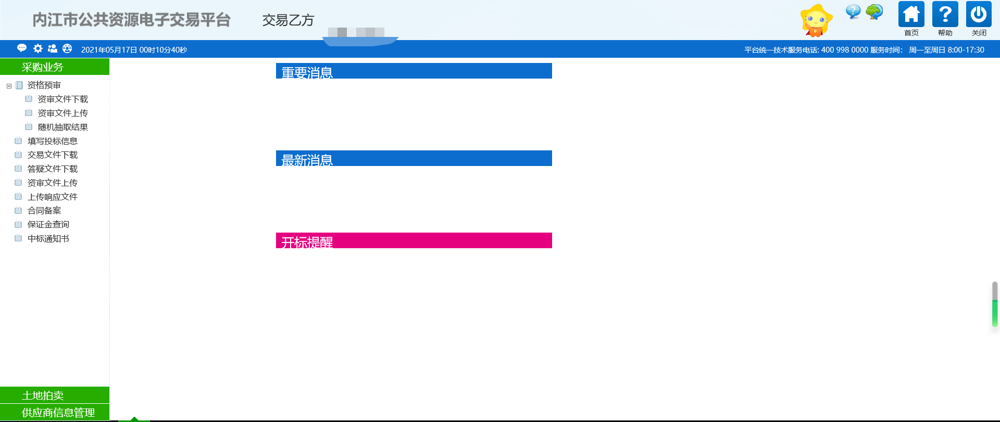 内江市公共资源电子交易平台
交易乙方
首页
帮助
关闭
2021年05月17日 00时10分40秒
平台统一技术服务电话: 400 998 0000 服务时间： 周一至周日 8:00-17:30
采购业务
资格预审
资审文件下载
资审文件上传
随机抽取结果
填写投标信息
交易文件下载
答疑文件下载
资审文件上传
上传响应文件
合同备案
保证金查询
中标通知书
土地拍卖
供应商信息管理
重要消息
最新消息
开标提醒